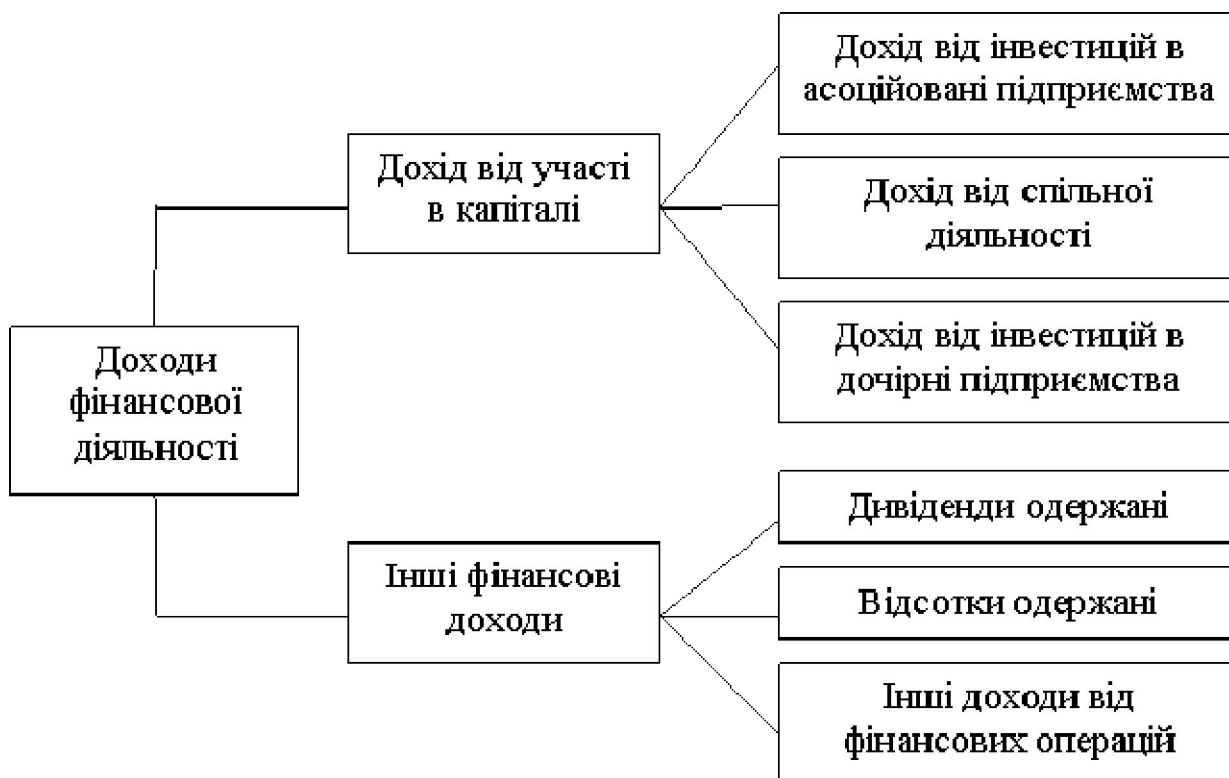 Доходи
фінансової
діяльності
Дохід від участі
в капіталі
Дохід від інвестицій в
асоційовані підприємства
Дохід від спільної
діяльності
Дохід від інвестицій в
дочірні підприємства
Інші фінансові
доходи
Дивіденди одержані
Відсотки одержані
Інші доходи від
фінансових операцій